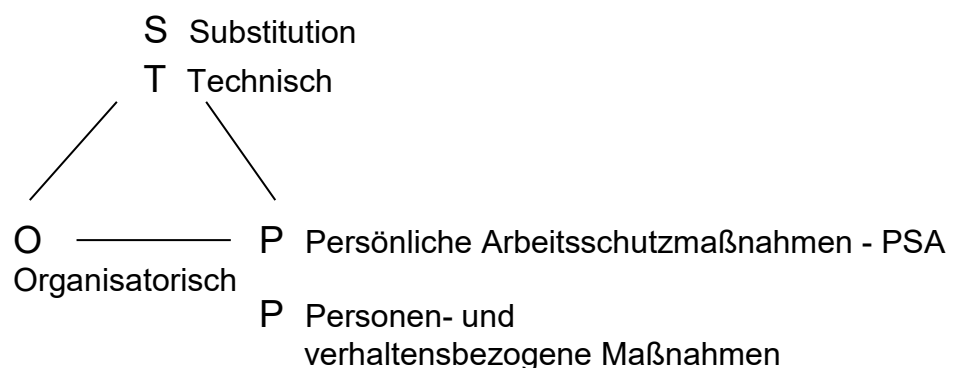 S Substitution
T Technisch
O
Organisatorisch
P Persönliche Arbeitsschutzmaßnahmen - PSA
P Personen- und
verhaltensbezogene Maßnahmen